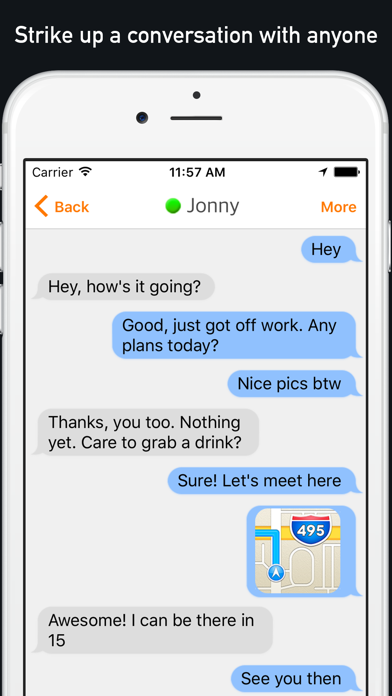 Strike up a conversation with anyone
Carrier 11:57 AM
Back Jonny More
Hey
Hey, how's it going?
Good, just got off work. Any
plans today?
Nice pics btw
Thanks, you too. Nothing
yet. Care to grab a drink?
Sure! Let's meet here
495
Awesome! I can be there in
15
See you then